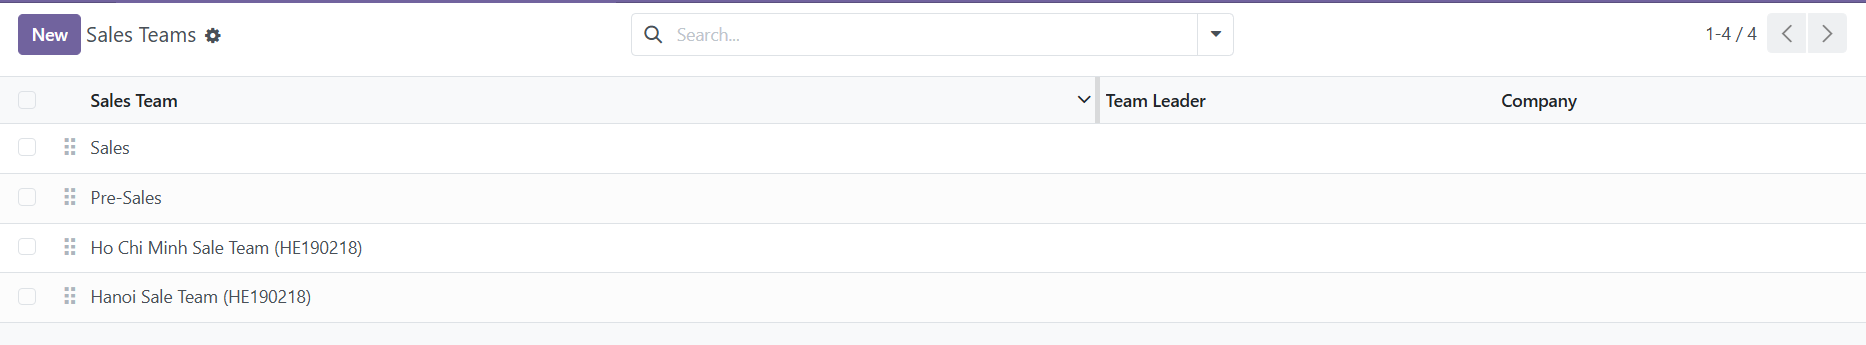 New Sales Teams Search... 1-4 / 4
Sales Team Team Leader Company
Sales
Pre-Sales
Ho Chi Minh Sale Team (HE190218)
Hanoi Sale Team (HE190218)